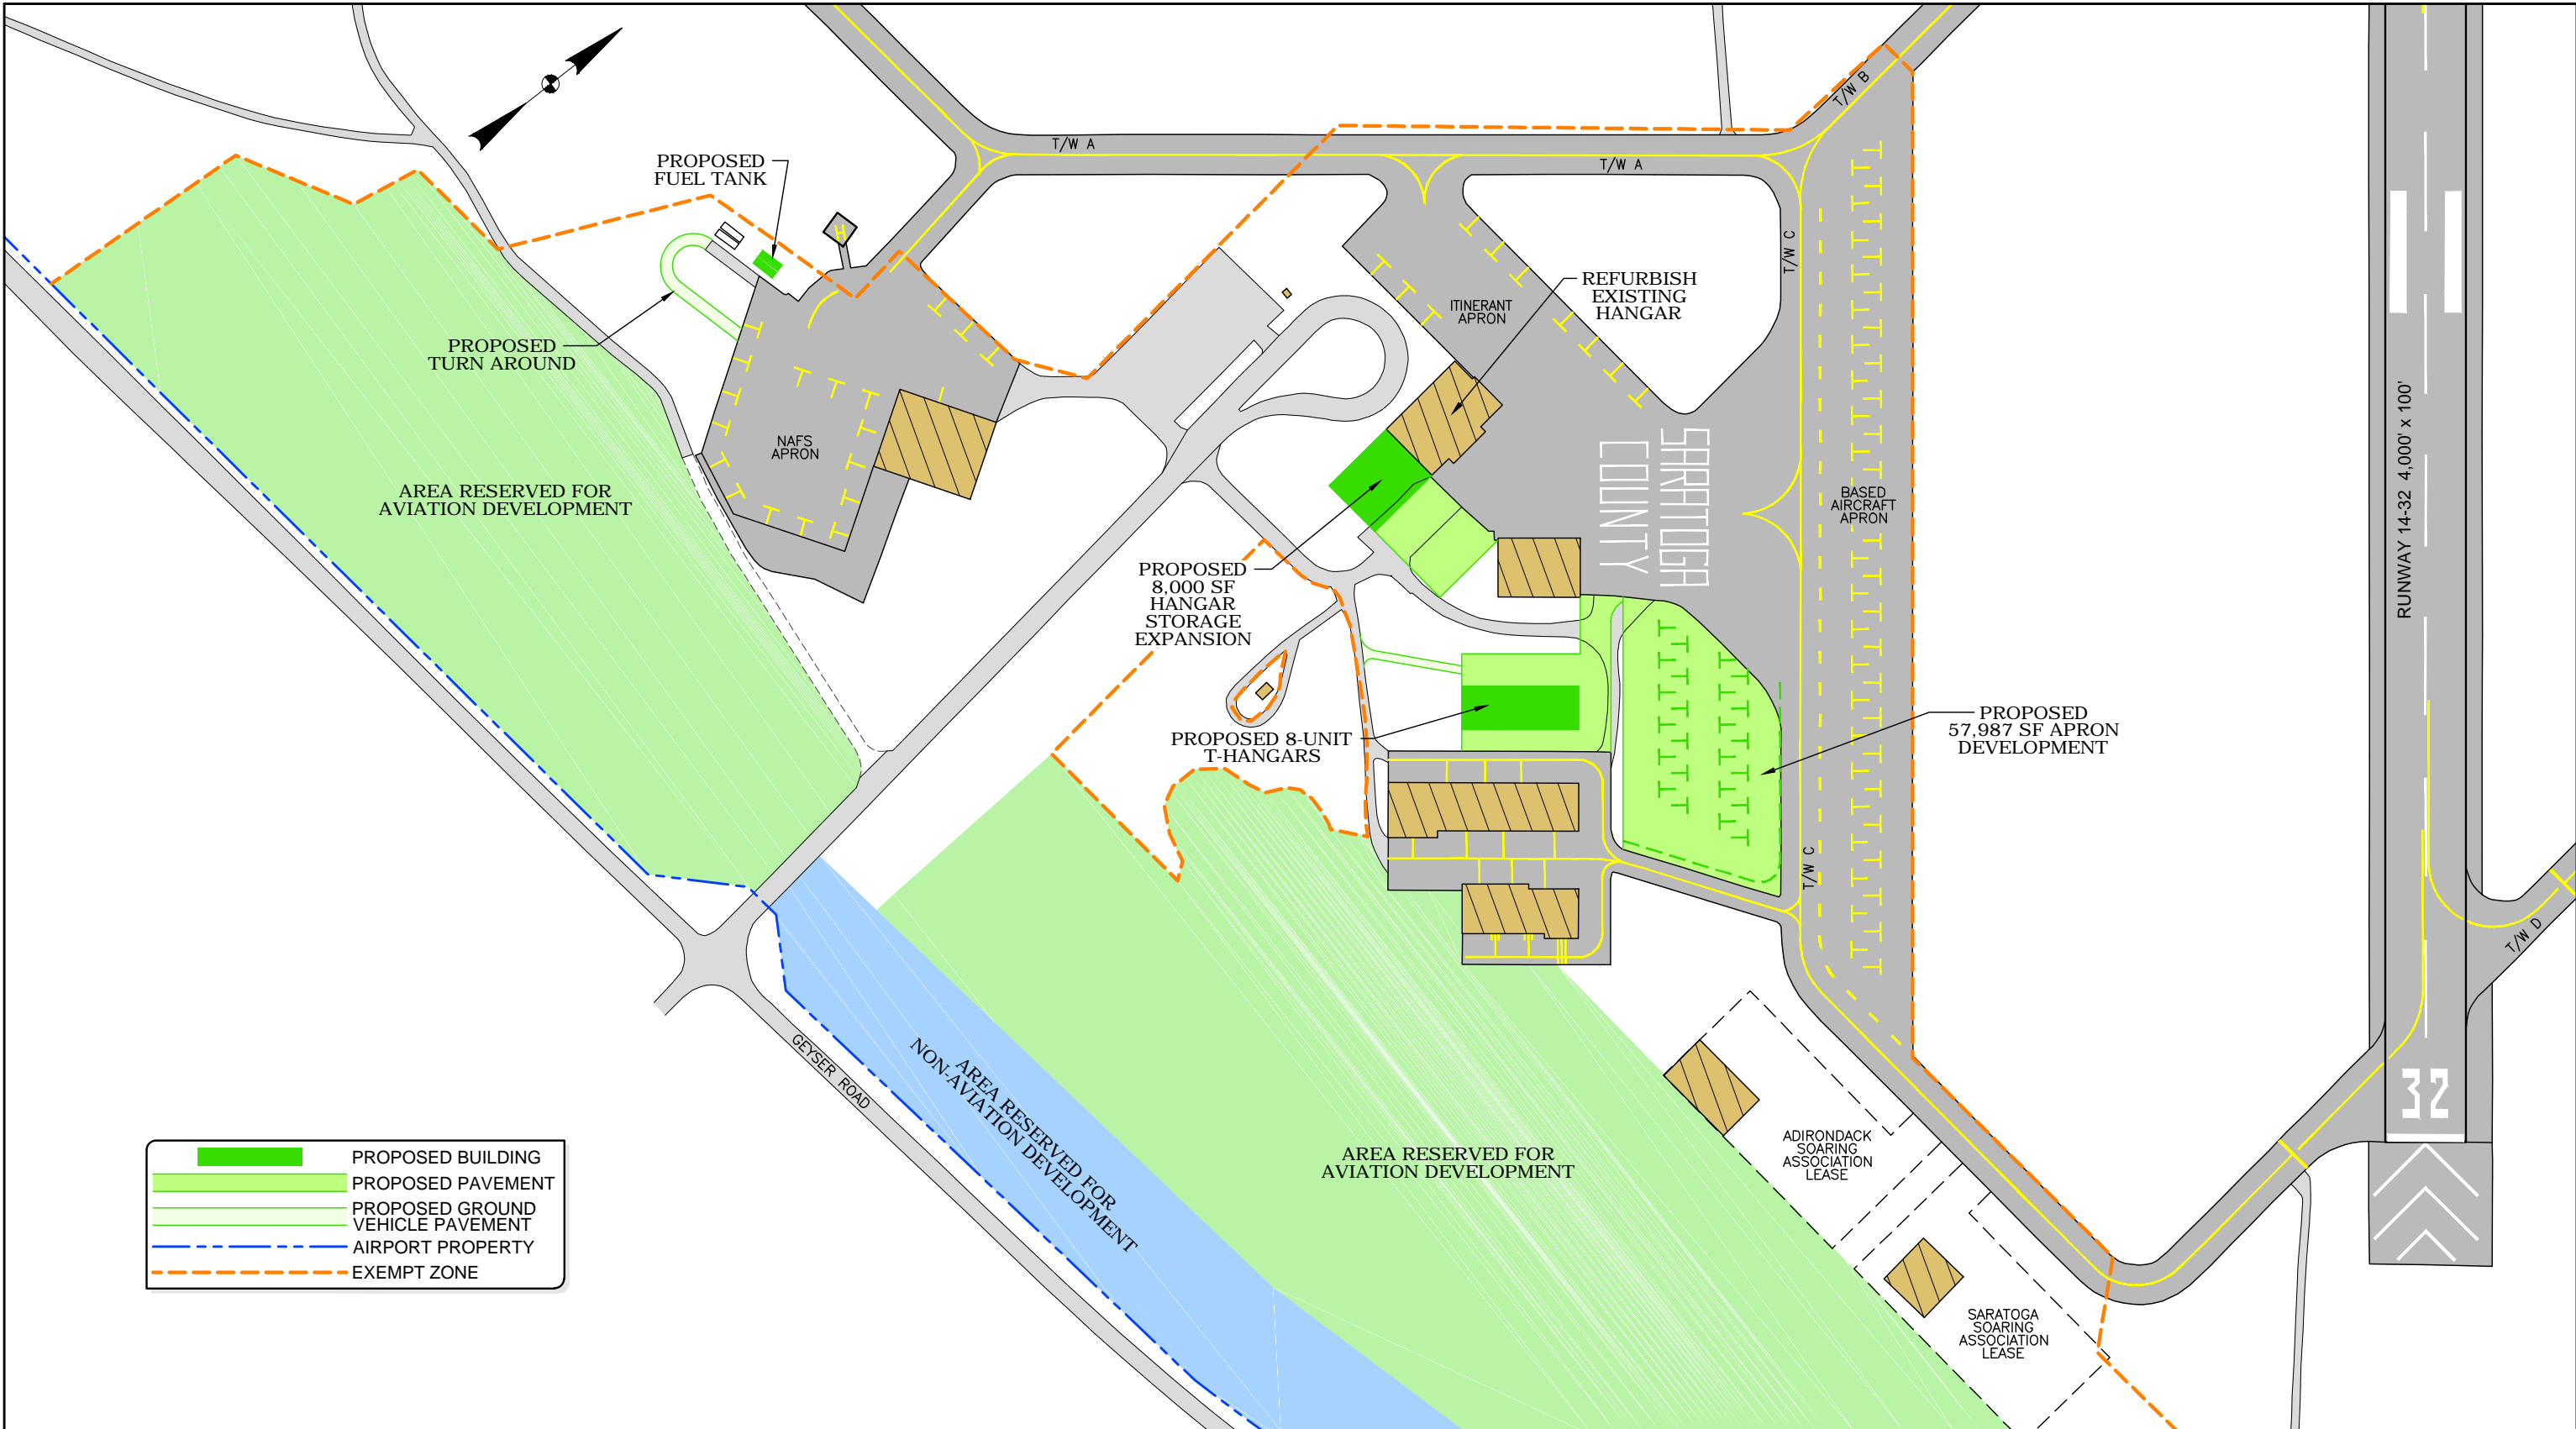 T/W A
T/W A
T/W B
PROPOSED
FUEL TANK
H
PROPOSED
TURN AROUND
NAFS
APRON
AREA RESERVED FOR
AVIATION DEVELOPMENT
ITINERANT
APRON
REFURBISH
EXISTING
HANGAR
T/W C
SARATOGA
COUNTY
BASED
AIRCRAFT
APRON
RUNWAY 14-32 4,000' x 100'
PROPOSED
8,000 SF
HANGAR
STORAGE
EXPANSION
PROPOSED 8-UNIT
T-HANGARS
PROPOSED
57,987 SF APRON
DEVELOPMENT
T/W C
T/W D
32
GEYSER ROAD
AREA RESERVED FOR
NON-AVIATION DEVELOPMENT
AREA RESERVED FOR
AVIATION DEVELOPMENT
ADIRONDACK
SOARING
ASSOCIATION
LEASE
SARATOGA
SOARING
ASSOCIATION
LEASE
PROPOSED BUILDING
PROPOSED PAVEMENT
PROPOSED GROUND
VEHICLE PAVEMENT
AIRPORT PROPERTY
EXEMPT ZONE